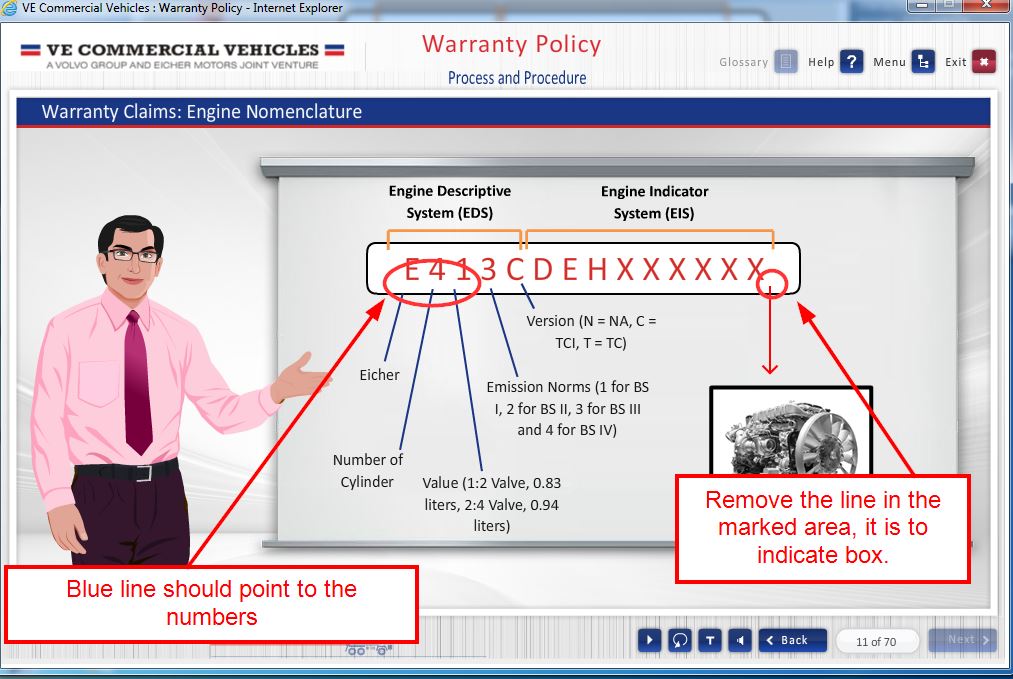 VE Commercial Vehicles : Warranty Policy - Internet Explorer
VE COMMERCIAL VEHICLES
A VOLVO GROUP AND EICHER MOTORS JOINT VENTURE
Warranty Policy
Process and Procedure
Glossary Help ? Menu Exit
Warranty Claims: Engine Nomenclature
Engine Descriptive
System (EDS)
Engine Indicator
System (EIS)
E 4 1 3 C D E H X X X X X X
Version (N = NA, C =
TCI, T = TC)
Eicher
Emission Norms (1 for BS
I, 2 for BS II, 3 for BS III
and 4 for BS IV)
Number of
Cylinder
Value (1:2 Valve, 0.83
liters, 2:4 Valve, 0.94
liters)
Remove the line in the
marked area, it is to
indicate box.
Blue line should point to the
numbers
T Back 11 of 70 Next